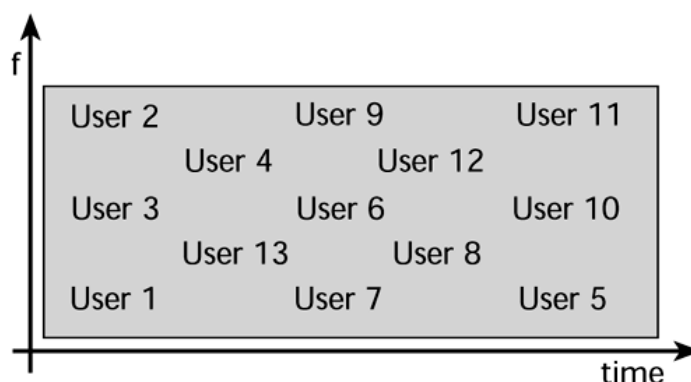 f
User 2 User 9 User 11
User 4 User 12
User 3 User 6 User 10
User 13 User 8
User 1 User 7 User 5
time